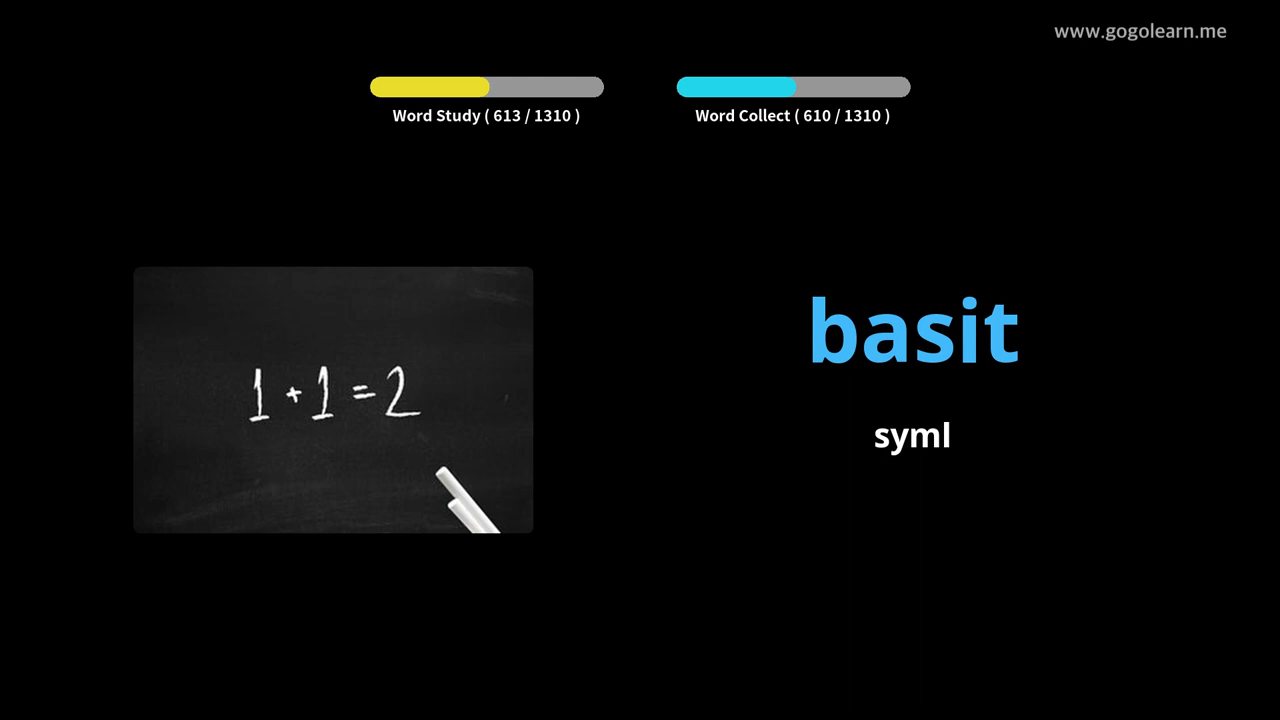 www.gogolearn.me
Word Study ( 613 / 1310 )
Word Collect ( 610 / 1310 )
1 + 1 = 2
basit
syml